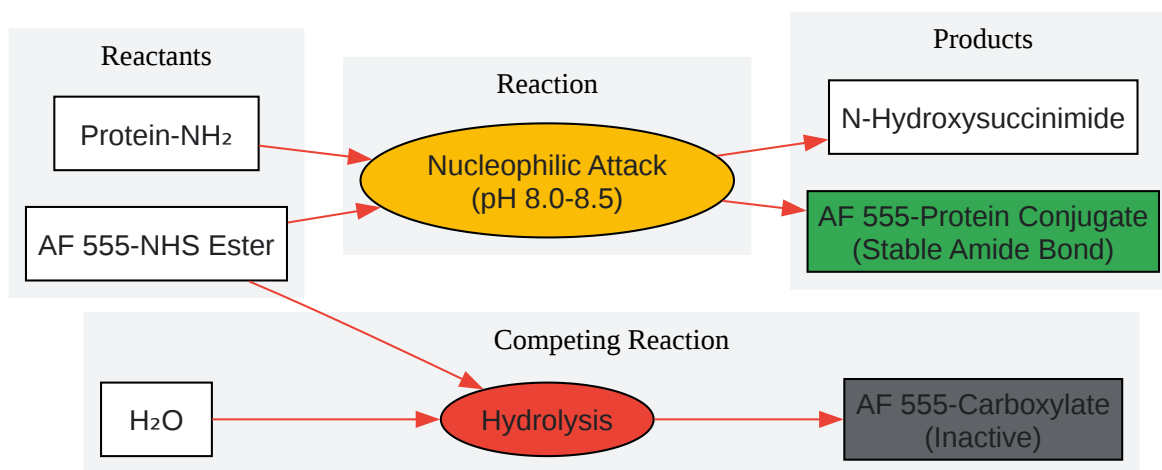 Reactants
Protein-NH₂
AF 555-NHS Ester
Reaction
Nucleophilic Attack
(pH 8.0-8.5)
Products
N-Hydroxysuccinimide
AF 555-Protein Conjugate
(Stable Amide Bond)
Competing Reaction
H₂O
Hydrolysis
AF 555-Carboxylate
(Inactive)